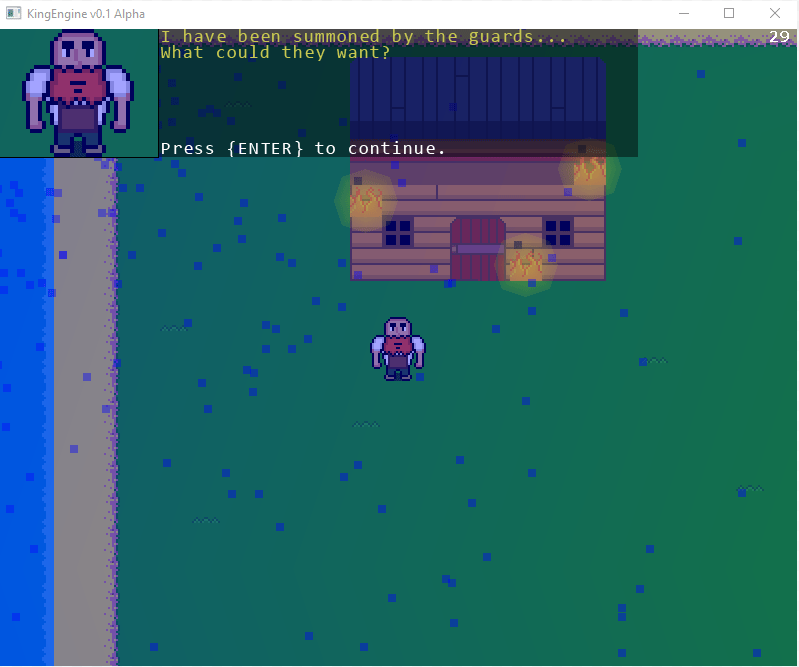 KingEngine v0.1 Alpha
I have been summoned by the guards...
29
What could they want?
Press {ENTER} to continue.